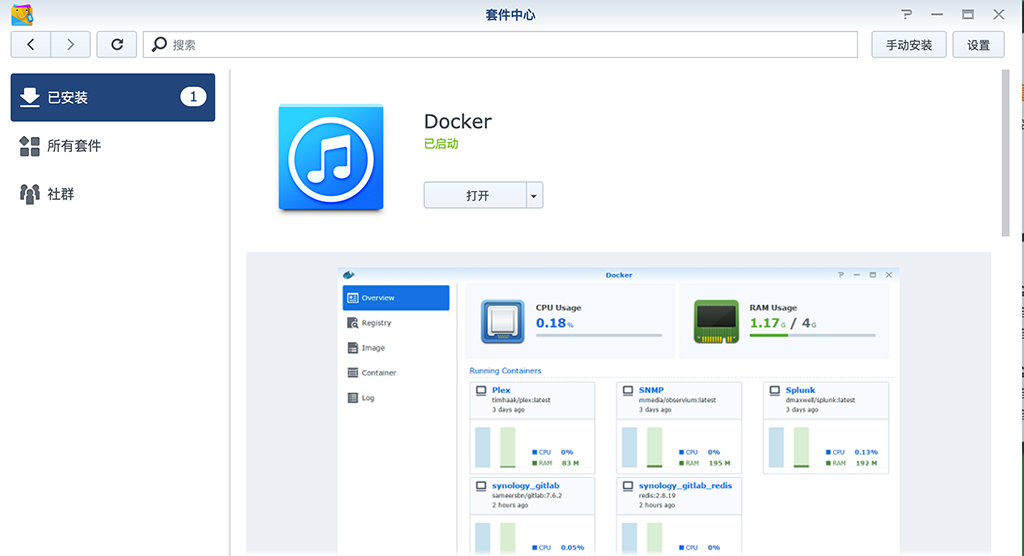 套件中心
搜索
手动安装
设置
已安装
1
所有套件
社群
Docker
已启动
打开
Docker
Overview
Registry
Image
Container
Log
CPU Usage
0.18%
RAM Usage
1.17G / 4G
Running Containers
Plex
timhaak/plex:latest
3 days ago
CPU 0%
RAM 83 M
SNMP
mmedia/observium:latest
3 days ago
CPU 0%
RAM 195 M
Splunk
dmaxwell/splunk:latest
3 days ago
CPU 0.13%
RAM 192 M
synology_gitlab
sameersbn/gitlab:7.6.2
2 hours ago
CPU 0.05%
synology_gitlab_redis
redis:2.8.19
2 hours ago
CPU 0%